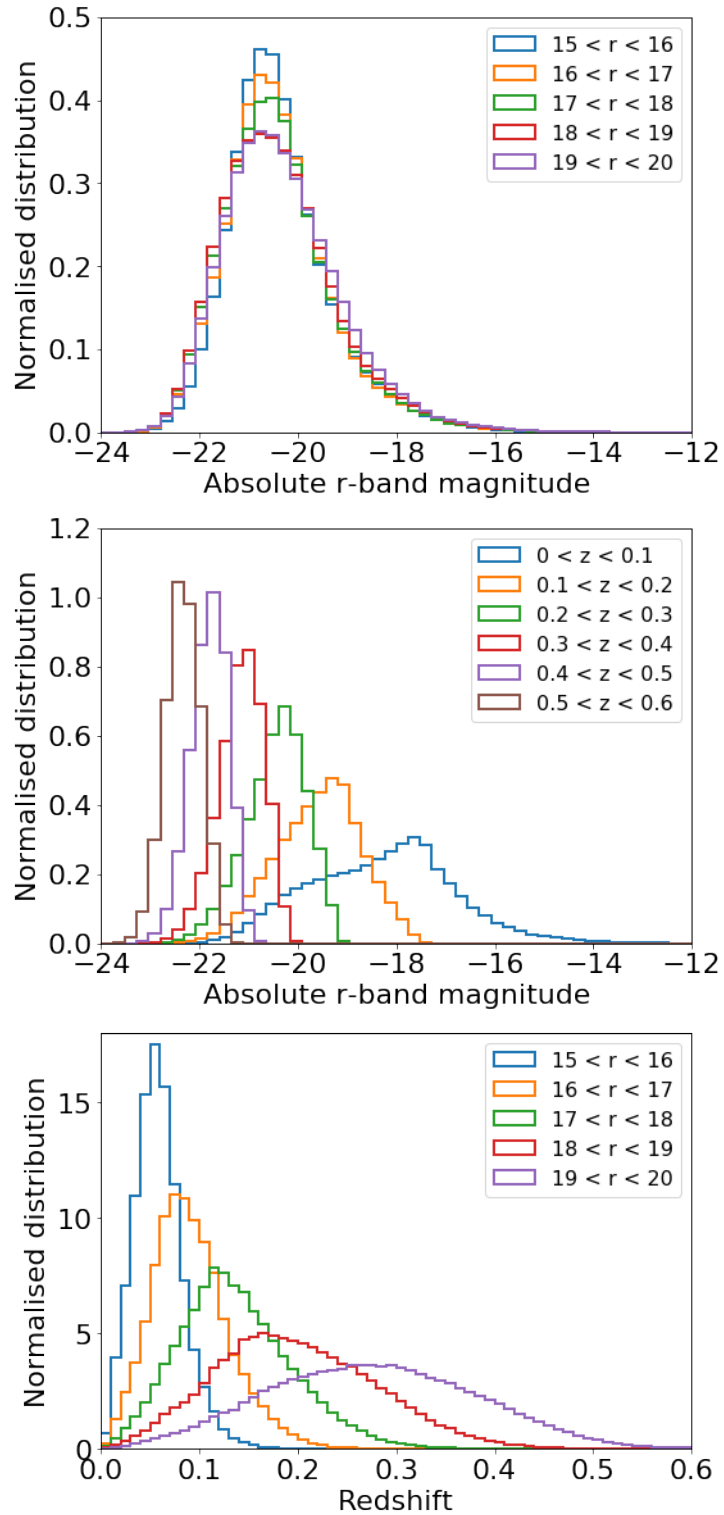 Normalised distribution
0.5
0.4
0.3
0.2
0.1
0.0
15 < r < 16
16 < r < 17
17 < r < 18
18 < r < 19
19 < r < 20
−24 −22 −20 −18 −16 −14 −12
Absolute r-band magnitude
Normalised distribution
1.2
1.0
0.8
0.6
0.4
0.2
0.0
0 < z < 0.1
0.1 < z < 0.2
0.2 < z < 0.3
0.3 < z < 0.4
0.4 < z < 0.5
0.5 < z < 0.6
−24 −22 −20 −18 −16 −14 −12
Absolute r-band magnitude
Normalised distribution
15
10
5
0
15 < r < 16
16 < r < 17
17 < r < 18
18 < r < 19
19 < r < 20
0.0 0.1 0.2 0.3 0.4 0.5 0.6
Redshift